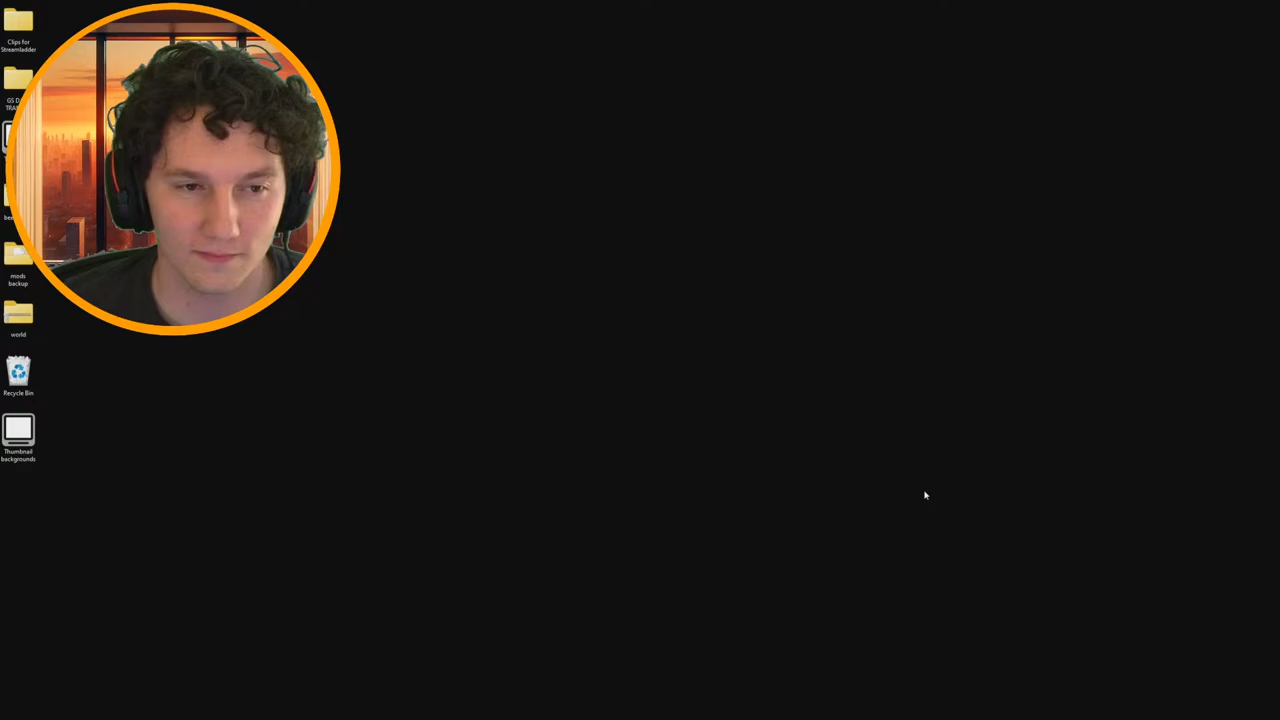 Clips for
Streamladder
mods
backup
world
Recycle Bin
Thumbnail
backgrounds